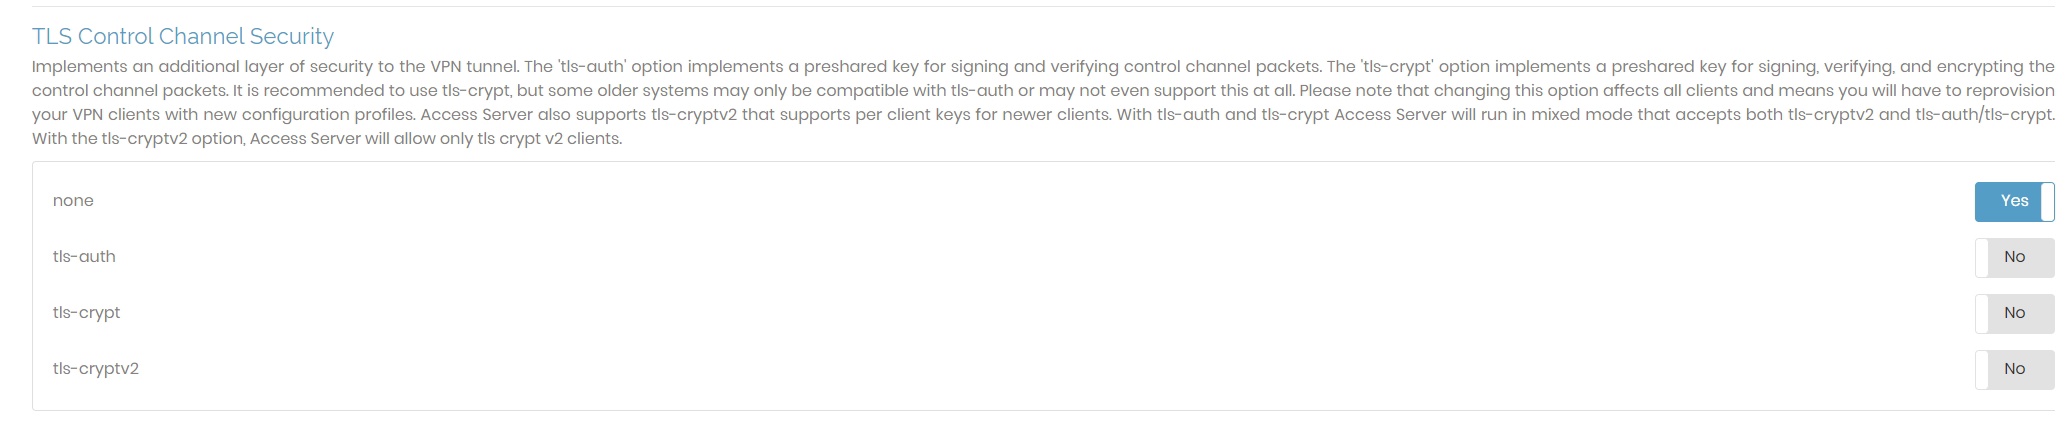 TLS Control Channel Security
Implements an additional layer of security to the VPN tunnel. The 'tls-auth' option implements a preshared key for signing and verifying control channel packets. The 'tls-crypt' option implements a preshared key for signing, verifying, and encrypting the
control channel packets. It is recommended to use tls-crypt, but some older systems may only be compatible with tls-auth or may not even support this at all. Please note that changing this option affects all clients and means you will have to reprovision
your VPN clients with new configuration profiles. Access Server also supports tls-cryptv2 that supports per client keys for newer clients. With tls-auth and tls-crypt Access Server will run in mixed mode that accepts both tls-cryptv2 and tls-auth/tls-crypt.
With the tls-cryptv2 option, Access Server will allow only tls crypt v2 clients.
none Yes
tls-auth No
tls-crypt No
tls-cryptv2 No